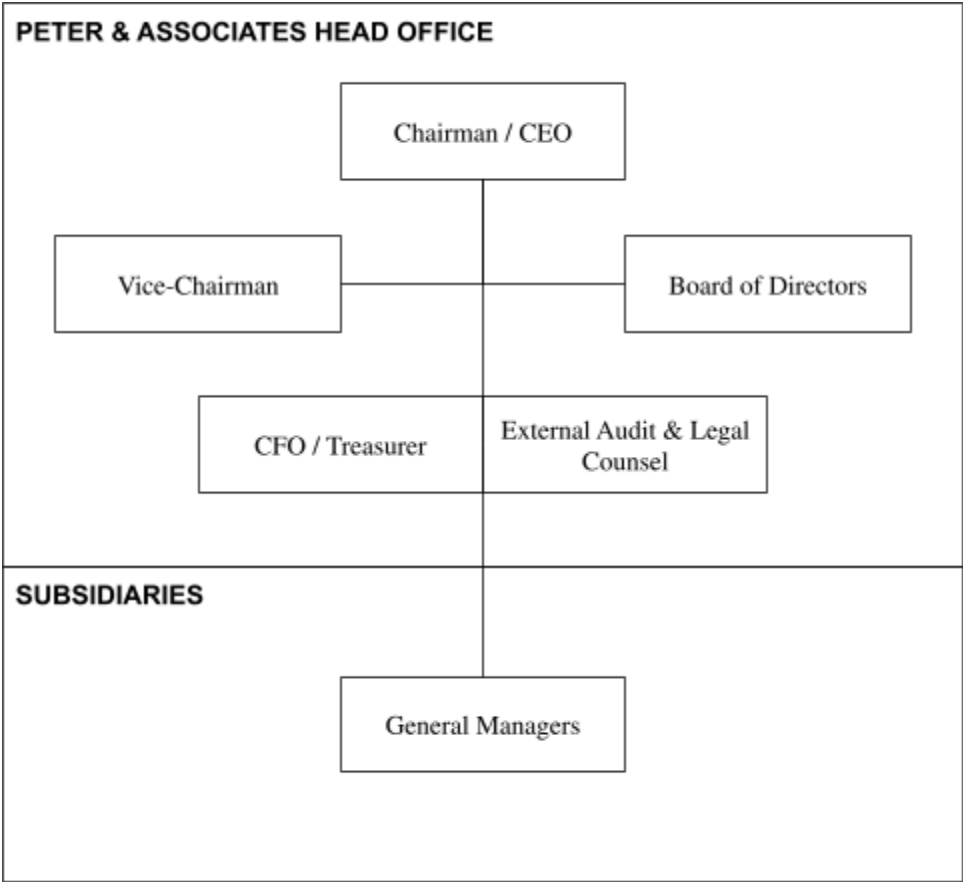 PETER & ASSOCIATES HEAD OFFICE
Chairman / CEO
Vice-Chairman
Board of Directors
CFO / Treasurer
External Audit & Legal
Counsel
SUBSIDIARIES
General Managers